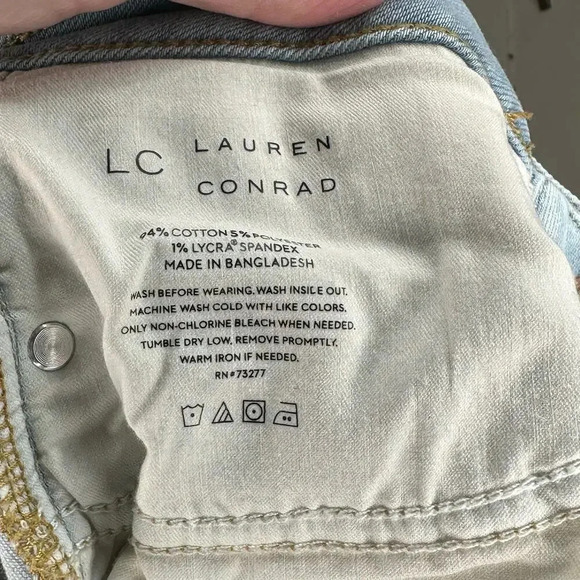 LC LAUREN
CONRAD
94% COTTON 5% POLYESTER
1% LYCRA® SPANDEX
MADE IN BANGLADESH
WASH BEFORE WEARING. WASH INSIDE OUT.
MACHINE WASH COLD WITH LIKE COLORS.
ONLY NON-CHLORINE BLEACH WHEN NEEDED.
TUMBLE DRY LOW, REMOVE PROMPTLY.
WARM IRON IF NEEDED.
RN#73277